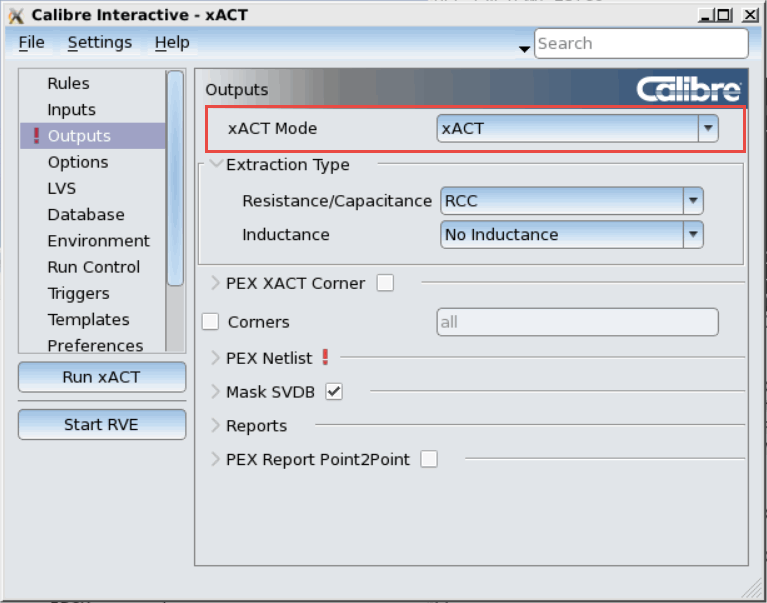 Calibre Interactive - xACT
File Settings Help
Search
Rules
Inputs
! Outputs
Options
LVS
Database
Environment
Run Control
Triggers
Templates
Preferences
Run xACT
Start RVE
Outputs
Calibre
xACT Mode xACT
Extraction Type
Resistance/Capacitance RCC
Inductance No Inductance
PEX XACT Corner
Corners all
PEX Netlist !
Mask SVDB
Reports
PEX Report Point2Point